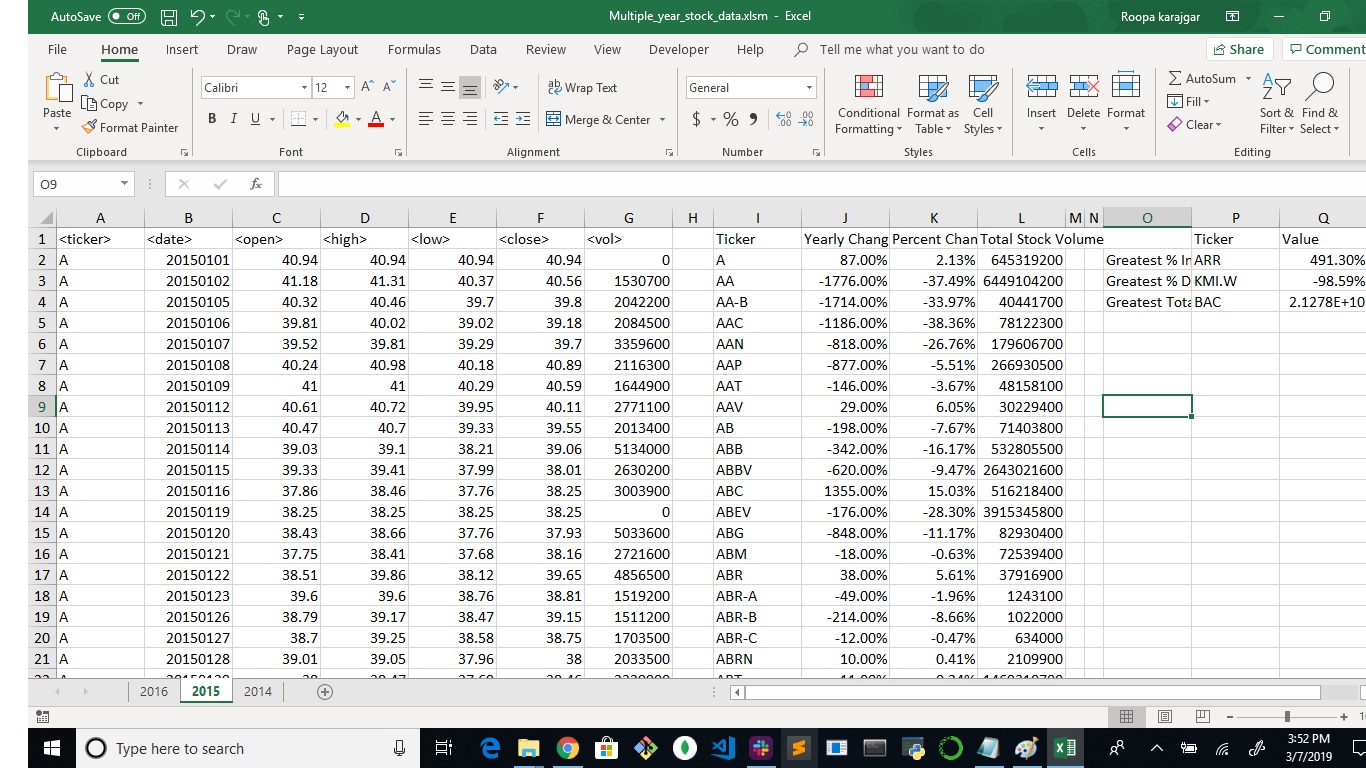 AutoSave Off Multiple_year_stock_data.xlsm - Excel Roopa karajgar
File Home Insert Draw Page Layout Formulas Data Review View Developer Help Tell me what you want to do Share Comment
Paste Cut Copy Format Painter
Calibri 12 A A
B I U A
Wrap Text
Merge & Center
General
$ % 9
Conditional Formatting Format as Table Cell Styles
Insert Delete Format
AutoSum Fill Clear
Sort & Filter Find & Select
Clipboard Font Alignment Number Styles Cells Editing
O9 fx
A B C D E F G H I J K L M N O P Q
1 <ticker> <date> <open> <high> <low> <close> <vol> Ticker Yearly Chang Percent Chan Total Stock Volume Ticker Value
2 A 20150101 40.94 40.94 40.94 40.94 0 A 87.00% 2.13% 645319200 Greatest % In ARR 491.30%
3 A 20150102 41.18 41.31 40.37 40.56 1530700 AA -1776.00% -37.49% 6449104200 Greatest % D KMI.W -98.59%
4 A 20150105 40.32 40.46 39.7 39.8 2042200 AA-B -1714.00% -33.97% 40441700 Greatest Tota BAC 2.1278E+10
5 A 20150106 39.81 40.02 39.02 39.18 2084500 AAC -1186.00% -38.36% 78122300
6 A 20150107 39.52 39.81 39.29 39.7 3359600 AAN -818.00% -26.76% 179606700
7 A 20150108 40.24 40.98 40.18 40.89 2116300 AAP -877.00% -5.51% 266930500
8 A 20150109 41 41 40.29 40.59 1644900 AAT -146.00% -3.67% 48158100
9 A 20150112 40.61 40.72 39.95 40.11 2771100 AAV 29.00% 6.05% 30229400
10 A 20150113 40.47 40.7 39.33 39.55 2013400 AB -198.00% -7.67% 71403800
11 A 20150114 39.03 39.1 38.21 39.06 5134000 ABB -342.00% -16.17% 532805500
12 A 20150115 39.33 39.41 37.99 38.01 2630200 ABBV -620.00% -9.47% 2643021600
13 A 20150116 37.86 38.46 37.76 38.25 3003900 ABC 1355.00% 15.03% 516218400
14 A 20150119 38.25 38.25 38.25 38.25 0 ABEV -176.00% -28.30% 3915345800
15 A 20150120 38.43 38.66 37.76 37.93 5033600 ABG -848.00% -11.17% 82930400
16 A 20150121 37.75 38.41 37.68 38.16 2721600 ABM -18.00% -0.63% 72539400
17 A 20150122 38.51 39.86 38.12 39.65 4856500 ABR 38.00% 5.61% 37916900
18 A 20150123 39.6 39.6 38.76 38.81 1519200 ABR-A -49.00% -1.96% 1243100
19 A 20150126 38.79 39.17 38.47 39.15 1511200 ABR-B -214.00% -8.66% 1022000
20 A 20150127 38.7 39.25 38.58 38.75 1703500 ABR-C -12.00% -0.47% 634000
21 A 20150128 39.01 39.05 37.96 38 2033500 ABRN 10.00% 0.41% 2109900
2016 2015 2014
Type here to search
3:52 PM
3/7/2019